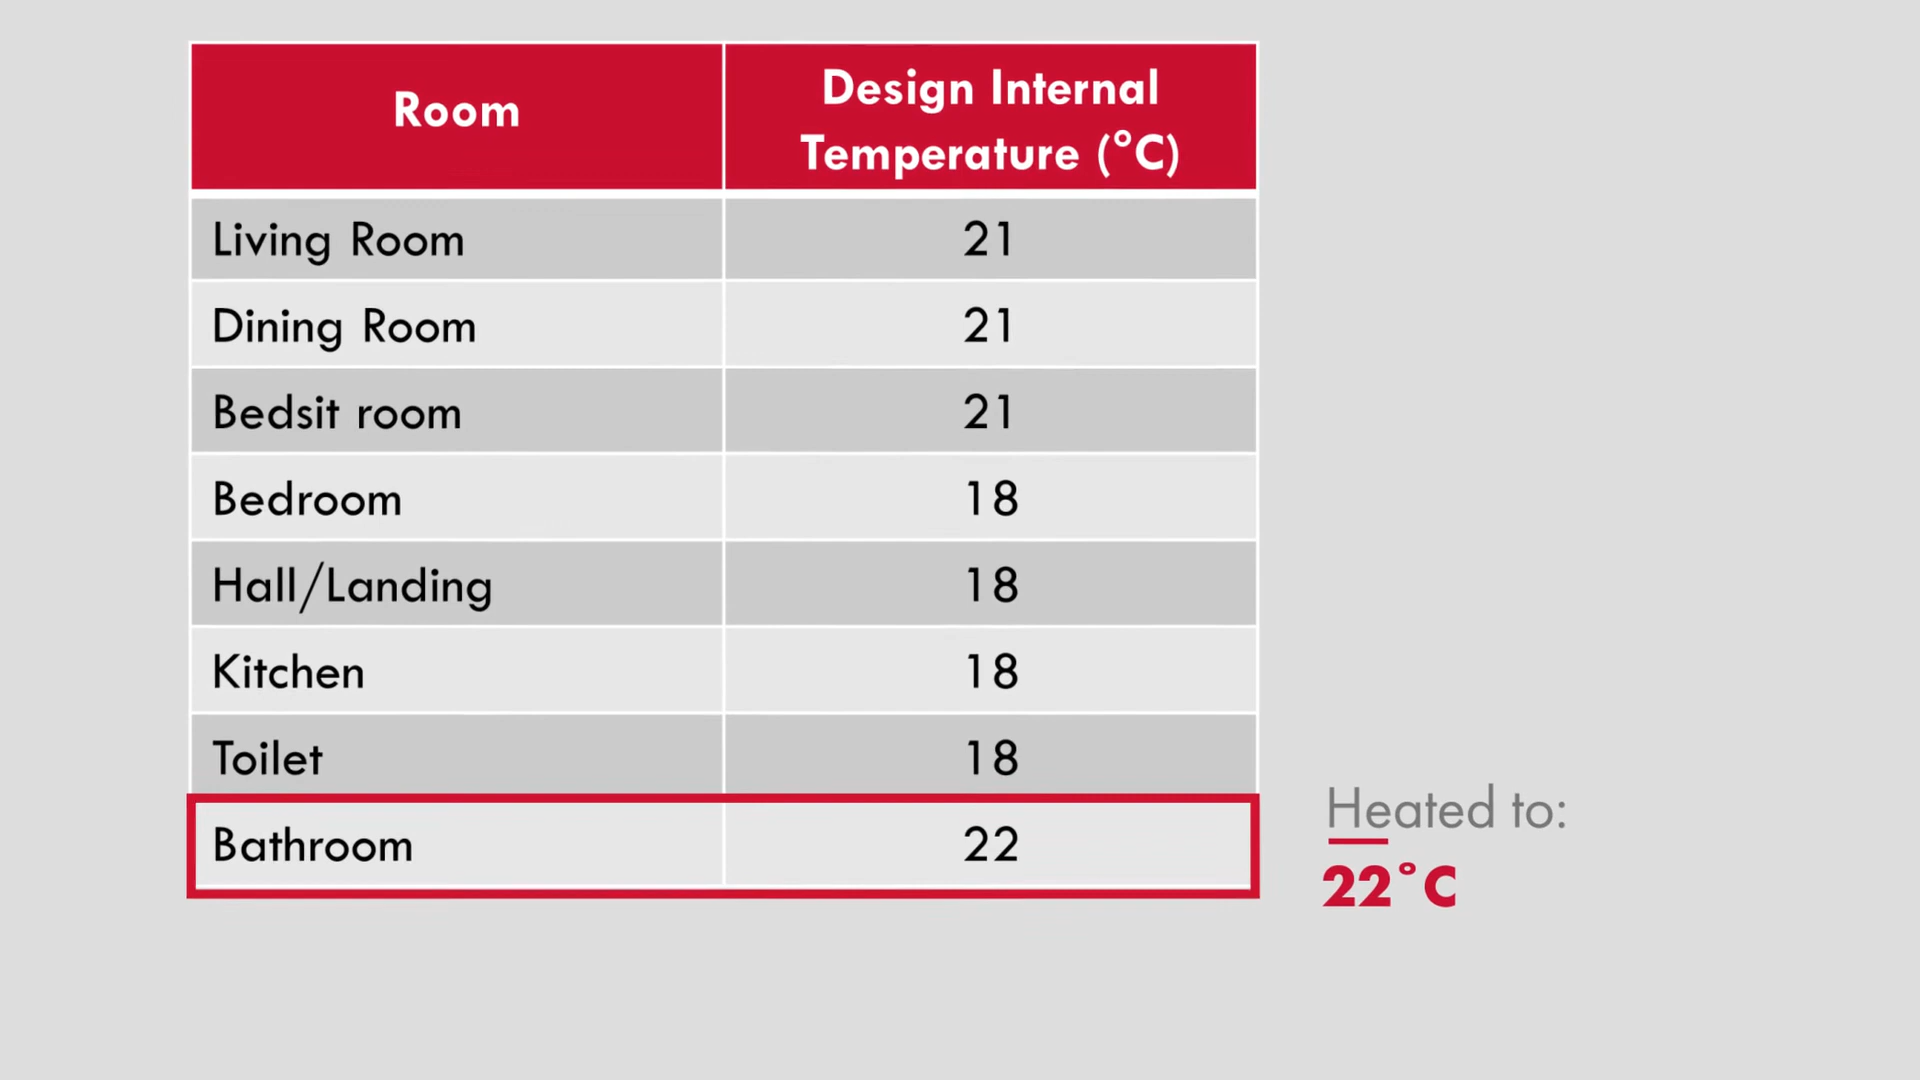 Room
Design Internal
Temperature (°C)
Living Room 21
Dining Room 21
Bedsit room 21
Bedroom 18
Hall/Landing 18
Kitchen 18
Toilet 18
Bathroom 22
Heated to:
22°C